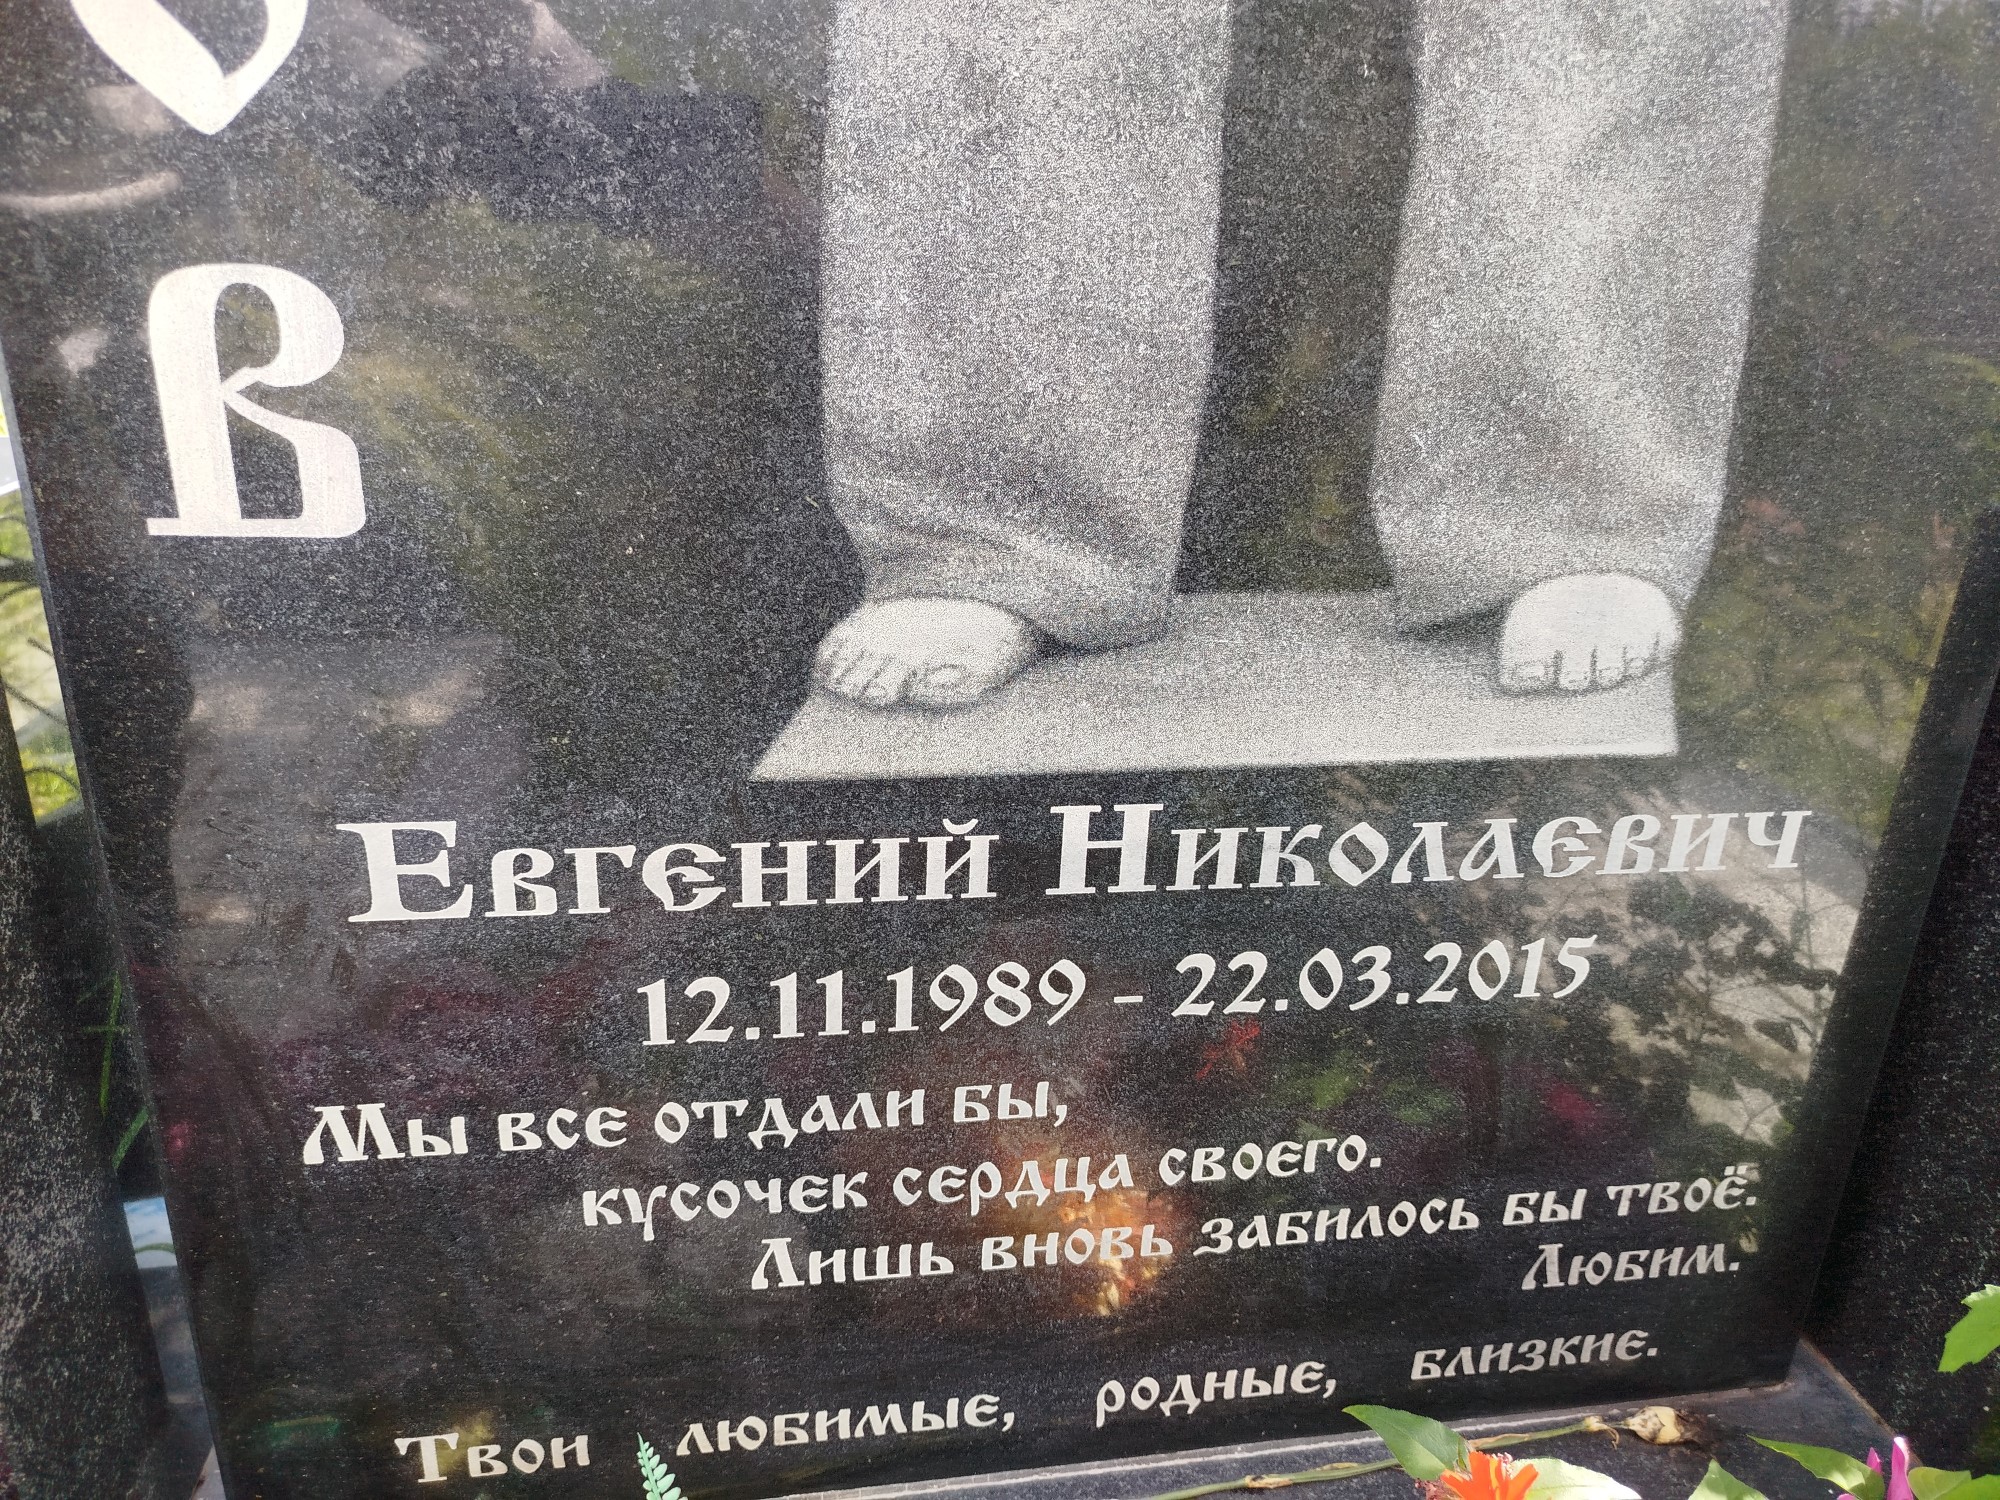 В
Евгений Николаевич
12.11.1989 - 22.03.2015
Мы все отдали бы,
кусочек сердца своего.
Лишь вновь забилось бы твоё.
Любим.
Твои любимые, родные, близкие.